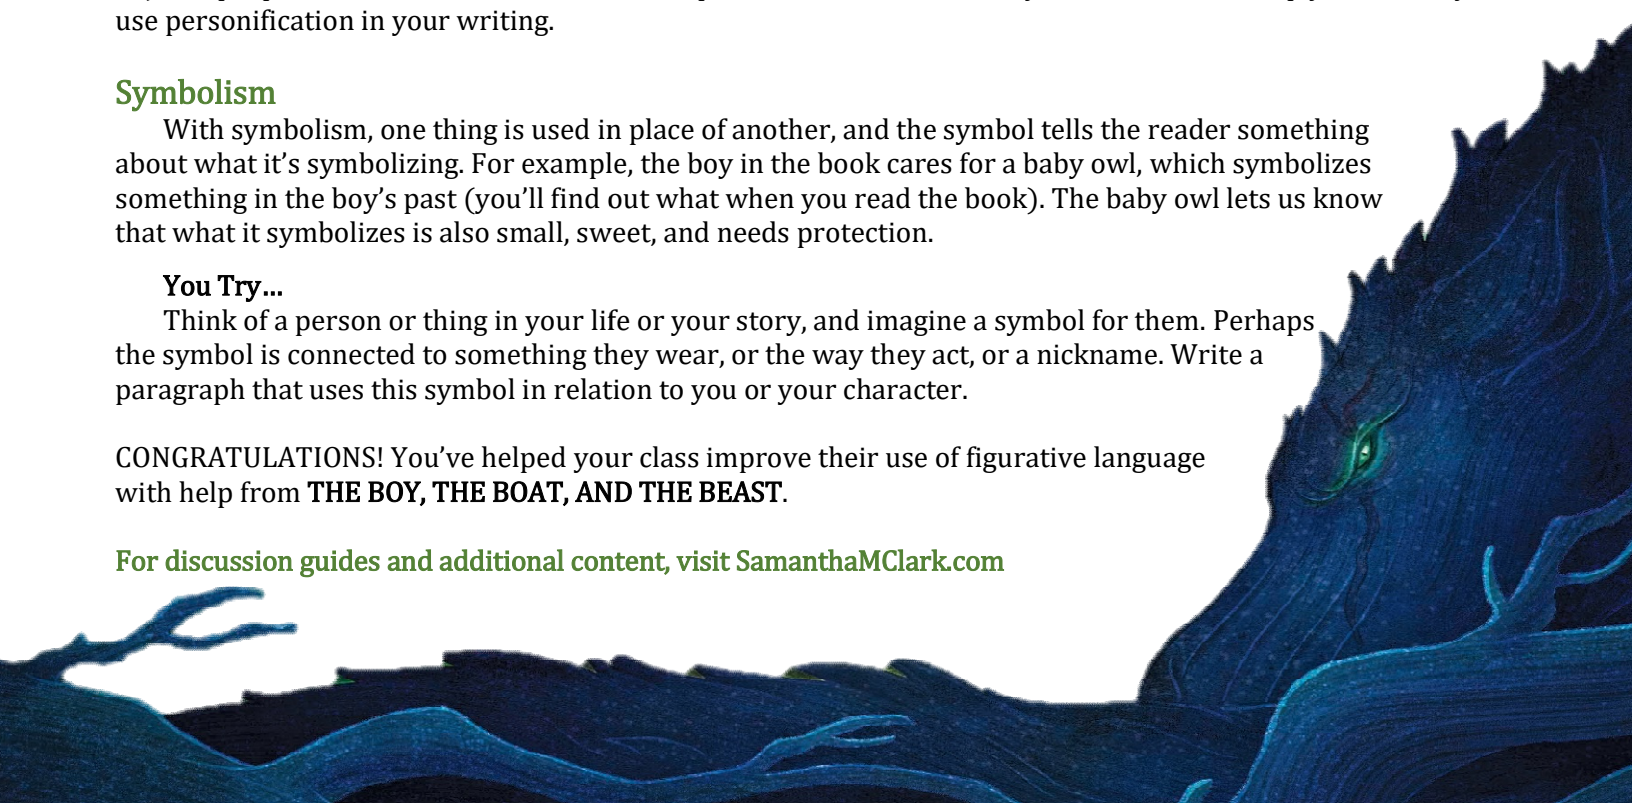 use personification in your writing.
Symbolism
With symbolism, one thing is used in place of another, and the symbol tells the reader something
about what it’s symbolizing. For example, the boy in the book cares for a baby owl, which symbolizes
something in the boy’s past (you’ll find out what when you read the book). The baby owl lets us know
that what it symbolizes is also small, sweet, and needs protection.
You Try…
Think of a person or thing in your life or your story, and imagine a symbol for them. Perhaps
the symbol is connected to something they wear, or the way they act, or a nickname. Write a
paragraph that uses this symbol in relation to you or your character.
CONGRATULATIONS! You’ve helped your class improve their use of figurative language
with help from THE BOY, THE BOAT, AND THE BEAST.
For discussion guides and additional content, visit SamanthaMClark.com